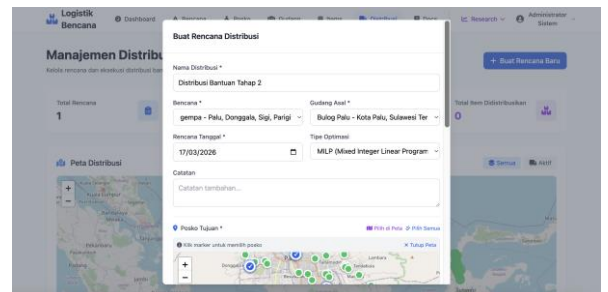 Logistik
Bencana
Dashboard
Research
Administrator
Sistem
Manajemen Distribu
Kelola rencana dan eksekusi distribusi ban
+ Buat Rencana Baru
Total Rencana
1
Total Item Didistribusikan
0
Peta Distribusi
Semua
Aktif
Buat Rencana Distribusi
Nama Distribusi *
Distribusi Bantuan Tahap 2
Bencana *
Gudang Asal *
gempa - Palu, Donggala, Sigi, Parigi
Bulog Palu - Kota Palu, Sulawesi Ter
Rencana Tanggal *
Tipe Optimasi
17/03/2026
MILP (Mixed Integer Linear Program
Catatan
Catatan tambahan...
Posko Tujuan *
Pilih di Peta
Pilih Semua
Klik marker untuk memilih posko
× Tutup Peta
+
−
+
−